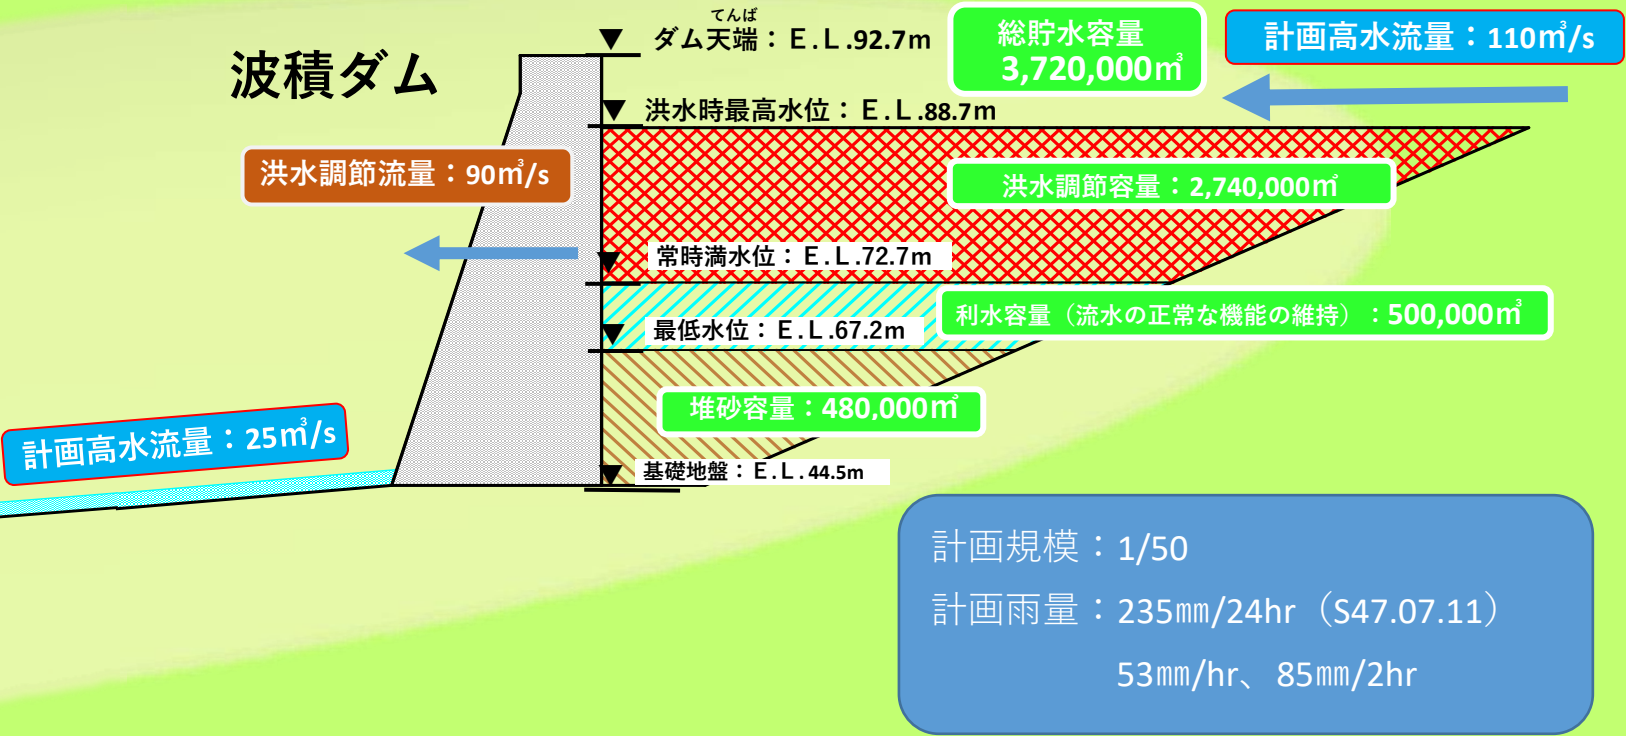 波積ダム
てんば
ダム天端：E.L.92.7m
総貯水容量
3,720,000㎥
計画高水流量：110㎥/s
洪水時最高水位：E.L.88.7m
洪水調節流量：90㎥/s
洪水調節容量：2,740,000㎥
常時満水位：E.L.72.7m
利水容量（流水の正常な機能の維持）：500,000㎥
最低水位：E.L.67.2m
堆砂容量：480,000㎥
計画高水流量：25㎥/s
基礎地盤：E.L.44.5m
計画規模：1/50
計画雨量：235㎜/24hr（S47.07.11）
53㎜/hr、85㎜/2hr